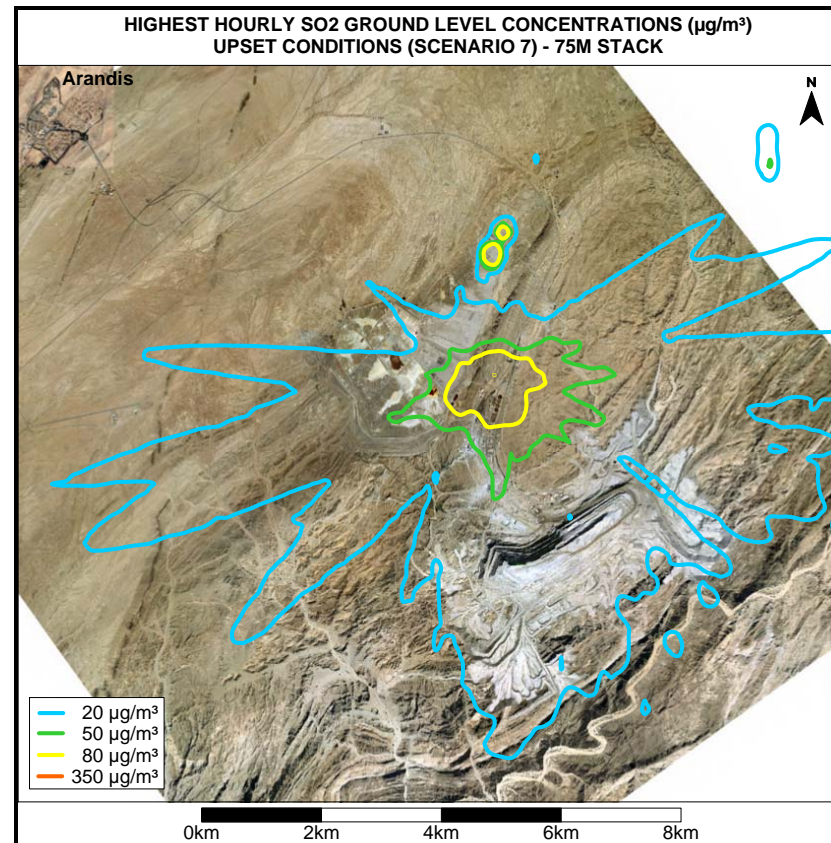 HIGHEST HOURLY SO2 GROUND LEVEL CONCENTRATIONS (µg/m³)
UPSET CONDITIONS (SCENARIO 7) - 75M STACK
Arandis
N
20 µg/m³
50 µg/m³
80 µg/m³
350 µg/m³
0km 2km 4km 6km 8km